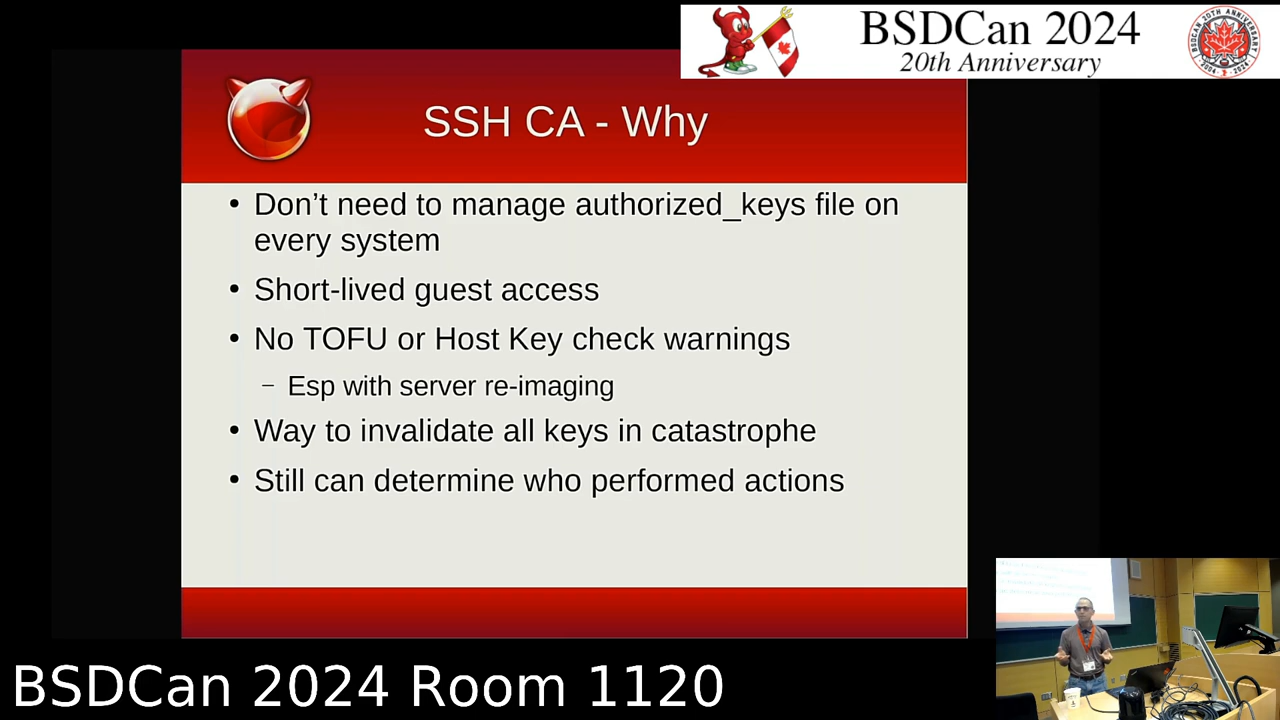 BSDCan 2024
20th Anniversary
SSH CA - Why
• Don’t need to manage authorized_keys file on
every system
• Short-lived guest access
• No TOFU or Host Key check warnings
– Esp with server re-imaging
• Way to invalidate all keys in catastrophe
• Still can determine who performed actions
BSDCan 2024 Room 1120